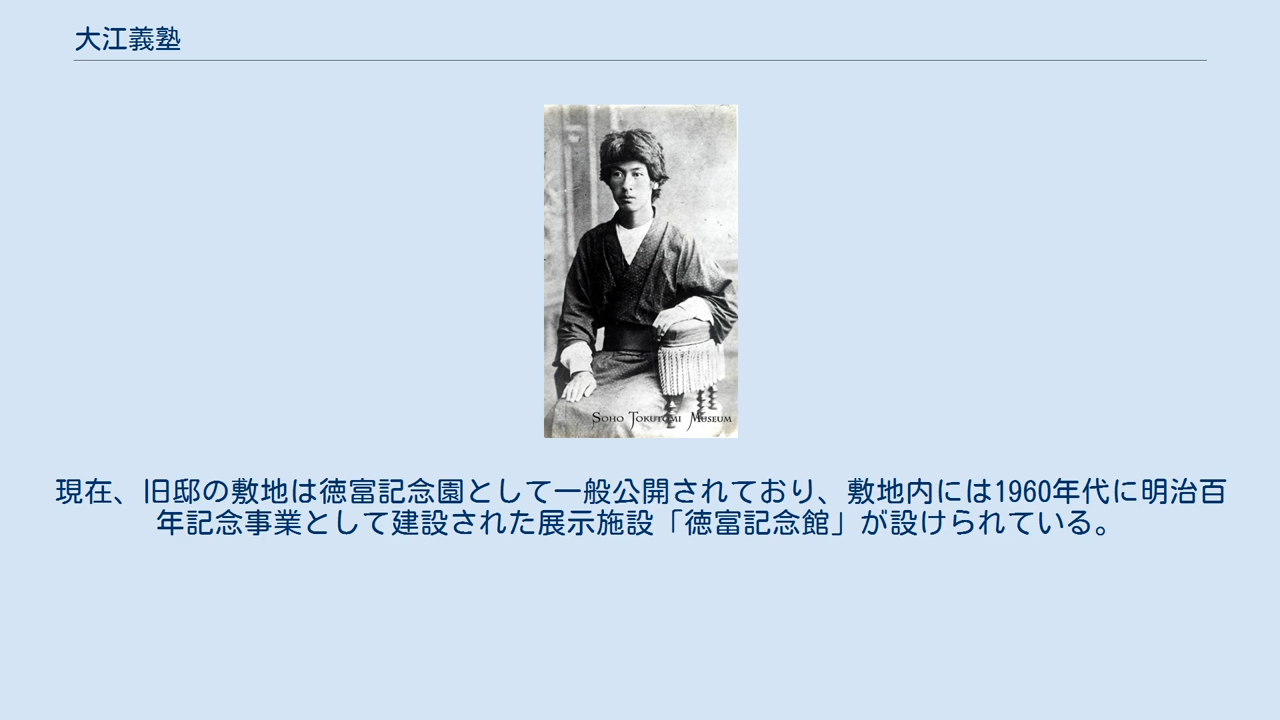 大江義塾
Soho Tokutomi Museum
現在、旧邸の敷地は徳富記念園として一般公開されており、敷地内には1960年代に明治百
年記念事業として建設された展示施設「徳富記念館」が設けられている。